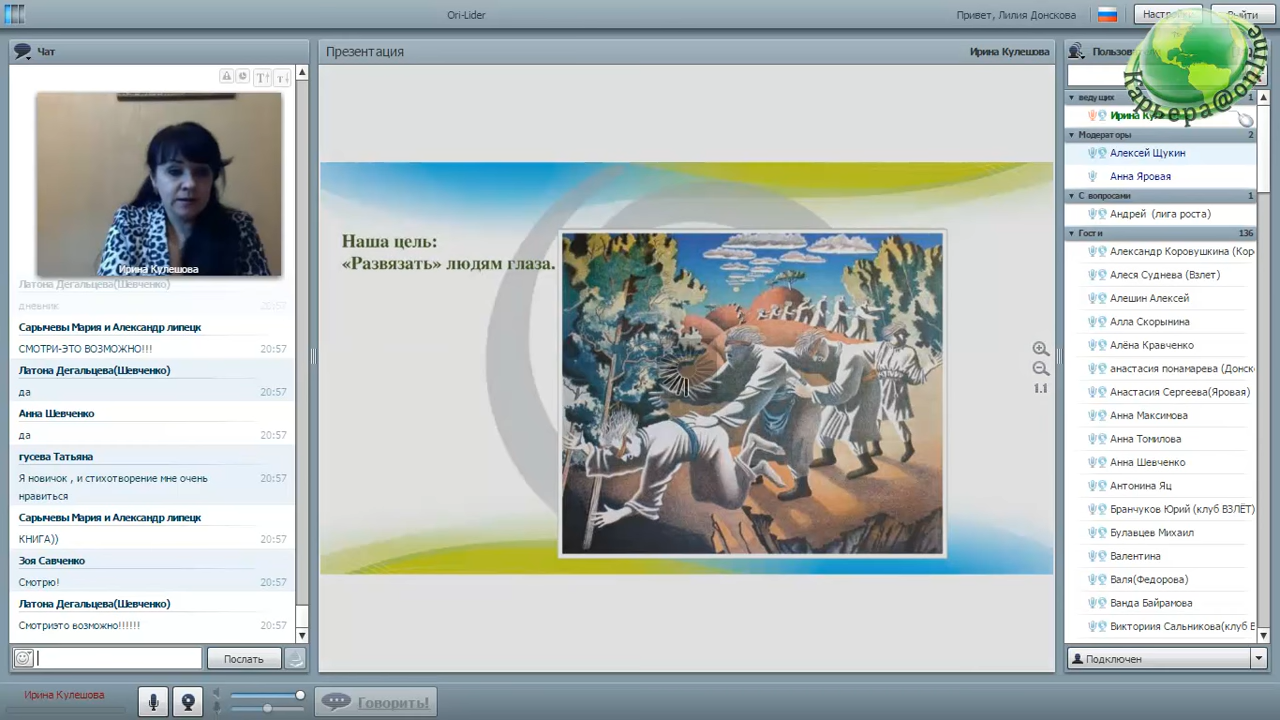 Ori-Lider
Привет, Лилия Донскова
Выйти
Чат
Ирина Кулешова
Латона Дегальцева(Шевченко)
дневник 20:57
Сарычевы Мария и Александр липецк
СМОТРИ-ЭТО ВОЗМОЖНО!!! 20:57
Латона Дегальцева(Шевченко)
да 20:57
Анна Шевченко
да 20:57
гусева Татьяна
Я новичок , и стихотворение мне очень 20:57
нравиться
Сарычевы Мария и Александр липецк
КНИГА)) 20:57
Зоя Савченко
Смотрю! 20:57
Латона Дегальцева(Шевченко)
Смотриэто возможно!!!!!! 20:57
Послать
Ирина Кулешова
Говорить!
Презентация
Ирина Кулешова
Наша цель:
«Развязать» людям глаза.
1.1
карьера@online
ведущих 1
Ирина
Модераторы 2
Алексей Щукин
Анна Яровая
С вопросами 1
Андрей (лига роста)
Гости 136
Александр Коровушкина (Кор
Алеся Суднева (Взлет)
Алешин Алексей
Алла Скорынина
Алёна Кравченко
анастасия понамарева (Донск
Анастасия Сергеева(Яровая)
Анна Максимова
Анна Томилова
Анна Шевченко
Антонина Яц
Бранчуков Юрий (клуб ВЗЛЁТ)
Булавцев Михаил
Валентина
Валя(Федорова)
Ванда Байрамова
Викториия Сальникова(клуб В
Подключен